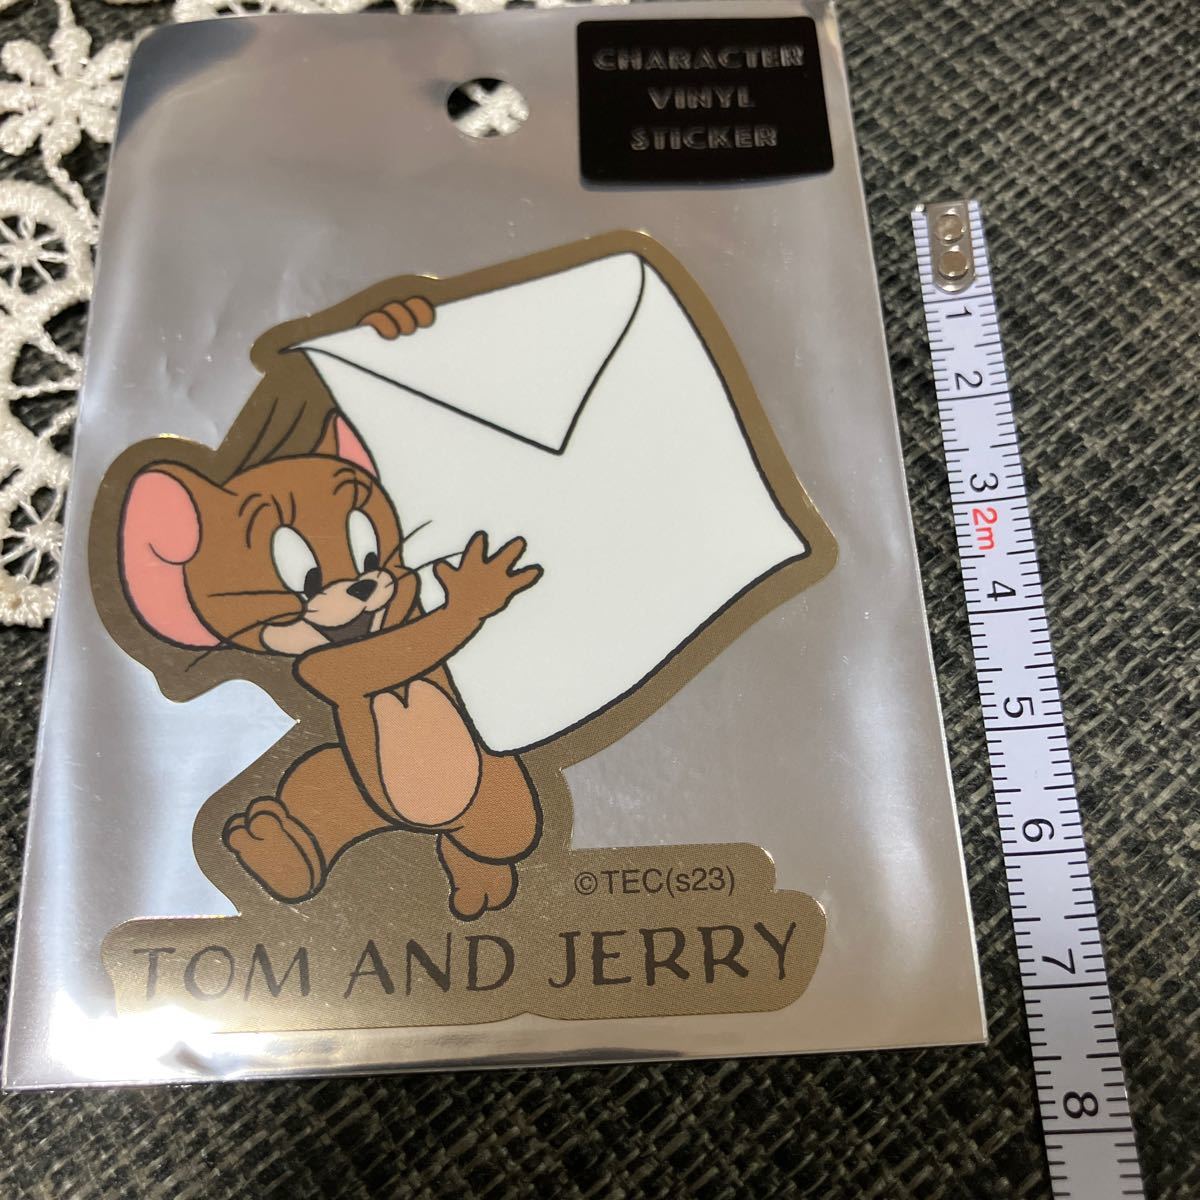 CHARACTER
VINYL
STICKER
1
2
3
2m
4
5
6
7
8
©TEC(s23)
TOM AND JERRY